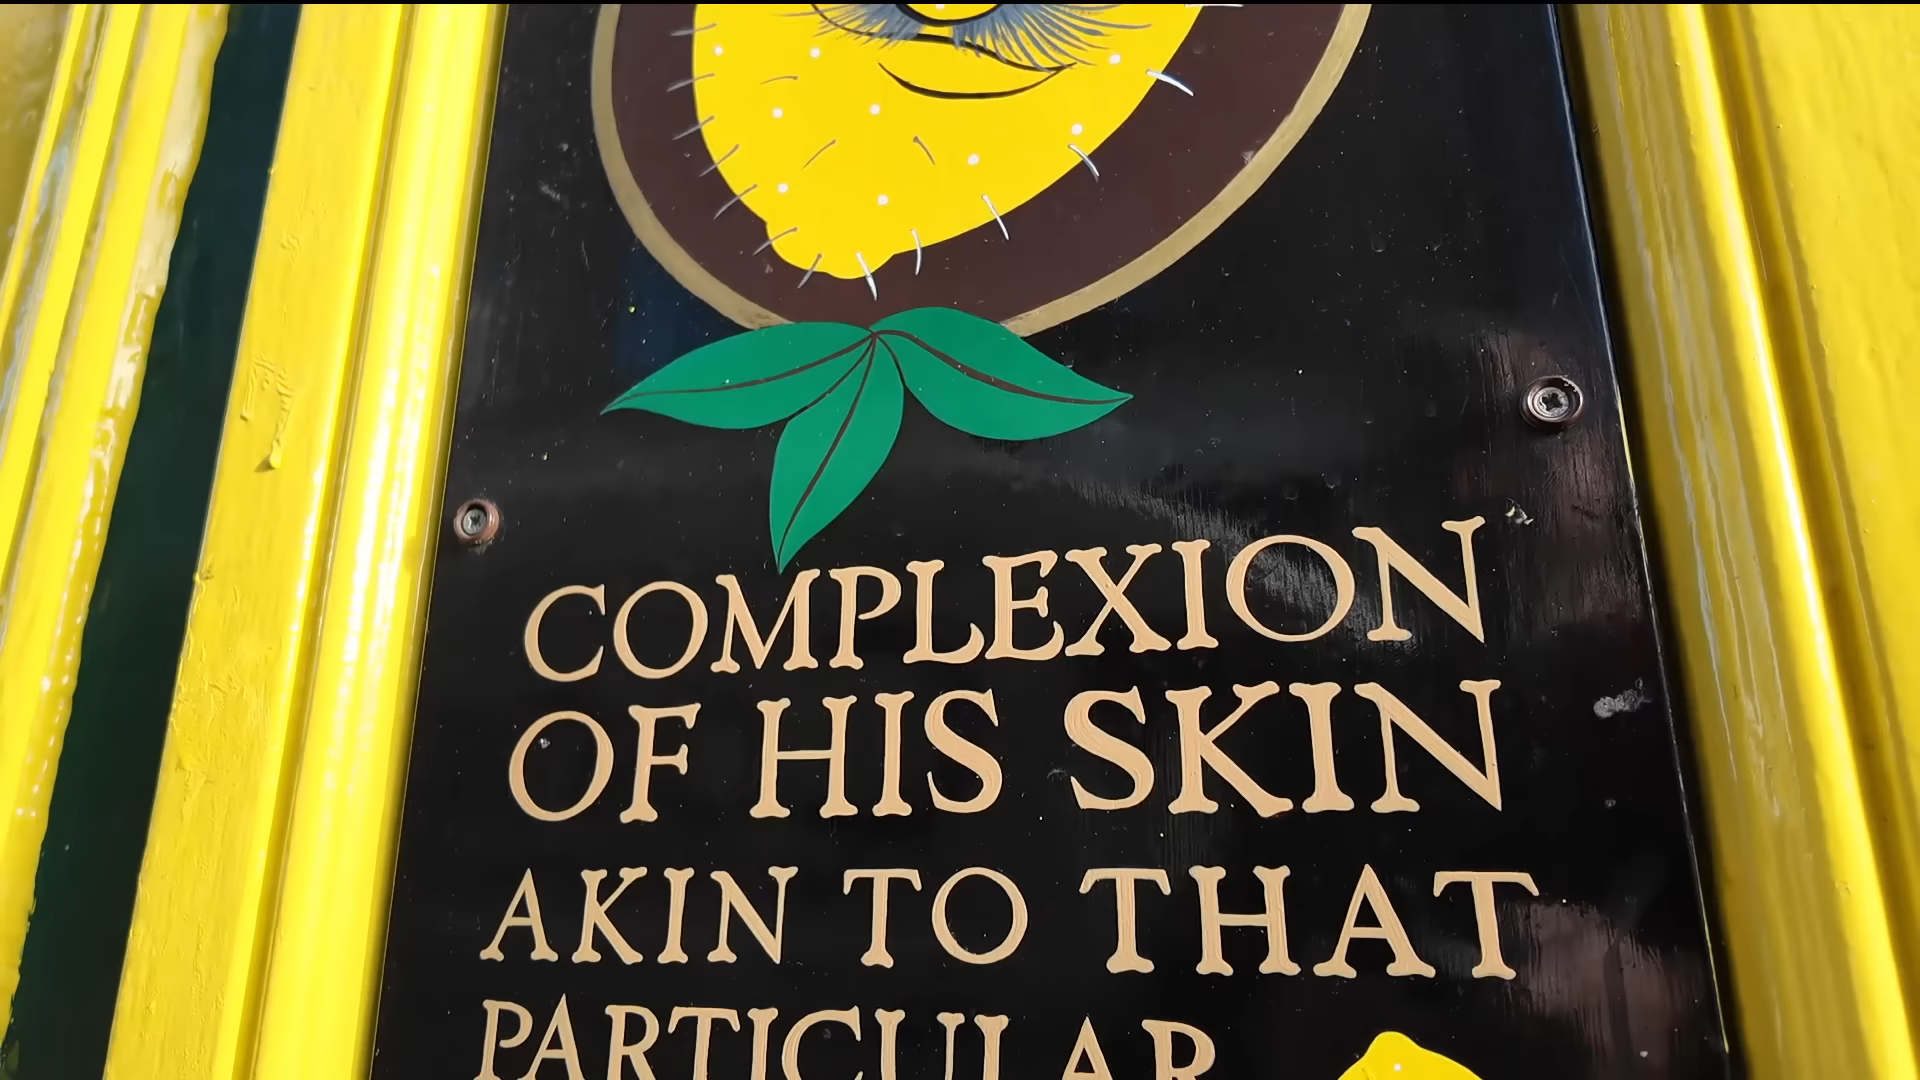 COMPLEXION
OF HIS SKIN
AKIN TO THAT
PARTICULAR